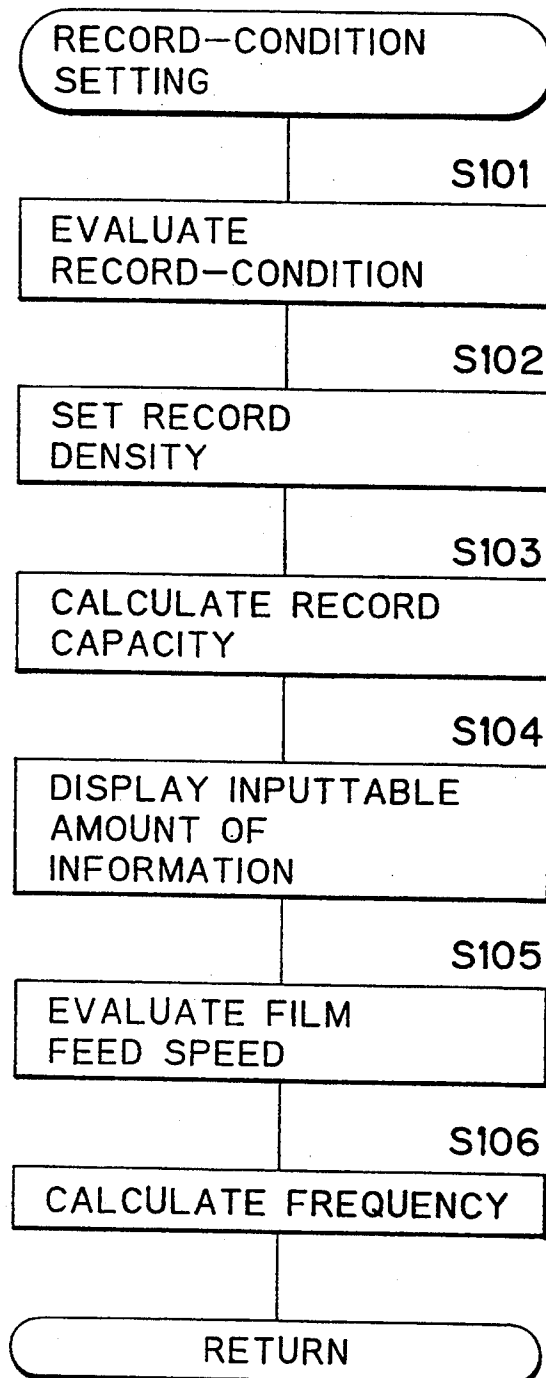 RECORD-CONDITION
SETTING
S101
EVALUATE
RECORD-CONDITION
S102
SET RECORD
DENSITY
S103
CALCULATE RECORD
CAPACITY
S104
DISPLAY INPUTTABLE
AMOUNT OF
INFORMATION
S105
EVALUATE FILM
FEED SPEED
S106
CALCULATE FREQUENCY
RETURN